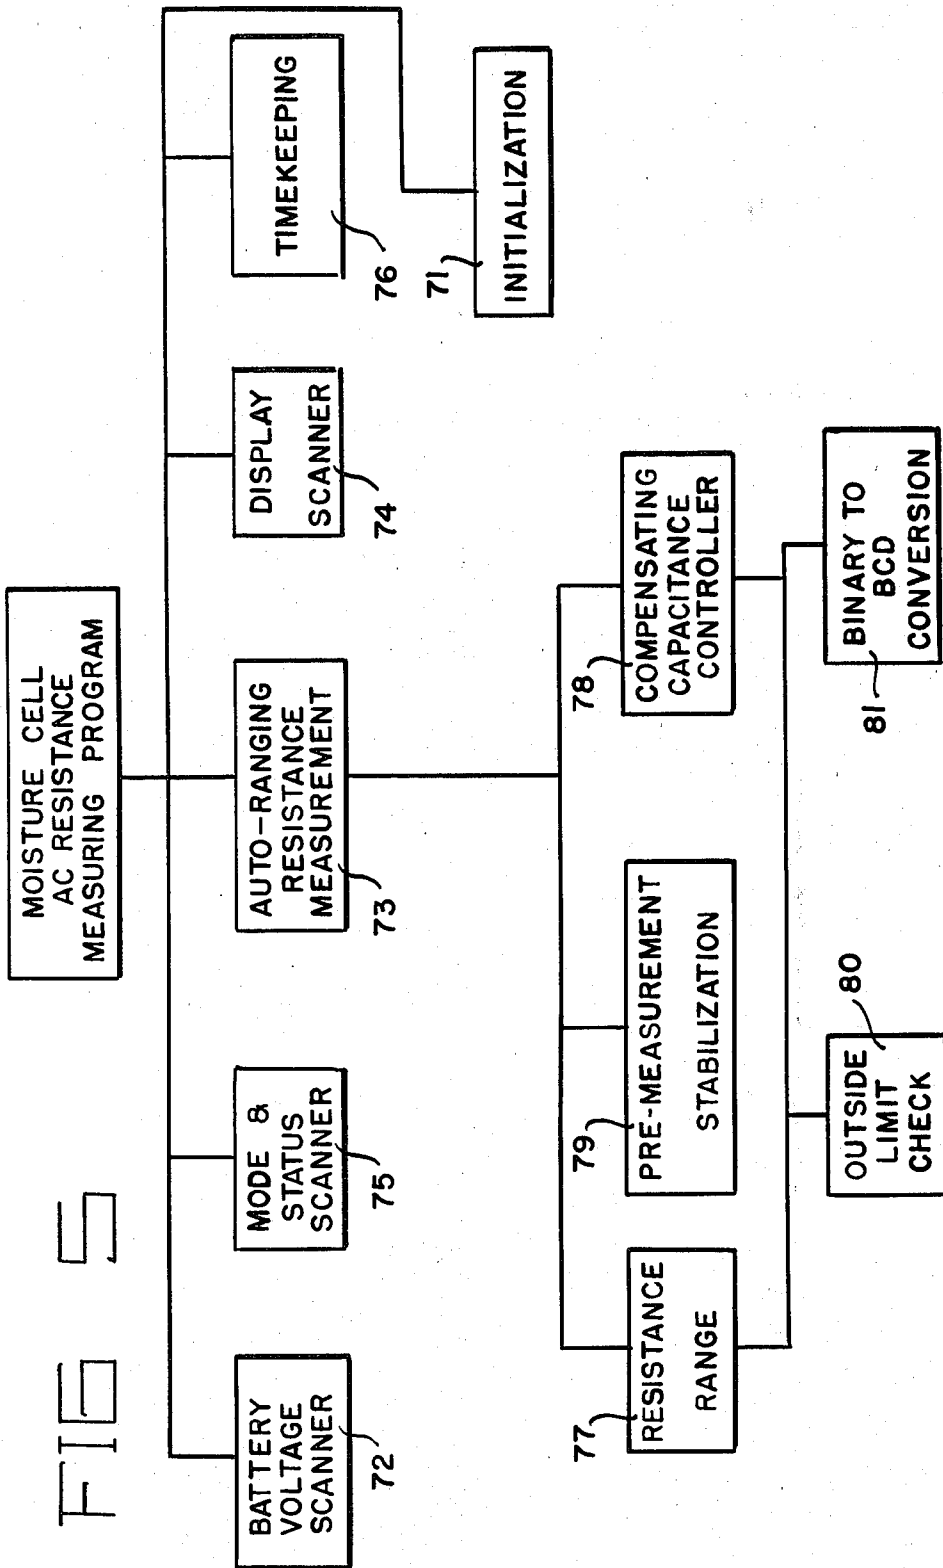 FIG 5
MOISTURE CELL
AC RESISTANCE
MEASURING PROGRAM
BATTERY
VOLTAGE
SCANNER
72
MODE &
STATUS
SCANNER
75
AUTO-RANGING
RESISTANCE
MEASUREMENT
73
DISPLAY
SCANNER
74
TIMEKEEPING
76
71
INITIALIZATION
77
RESISTANCE
RANGE
79
PRE-MEASUREMENT
STABILIZATION
78
COMPENSATING
CAPACITANCE
CONTROLLER
OUTSIDE
LIMIT
CHECK
80
BINARY TO
BCD
CONVERSION
81